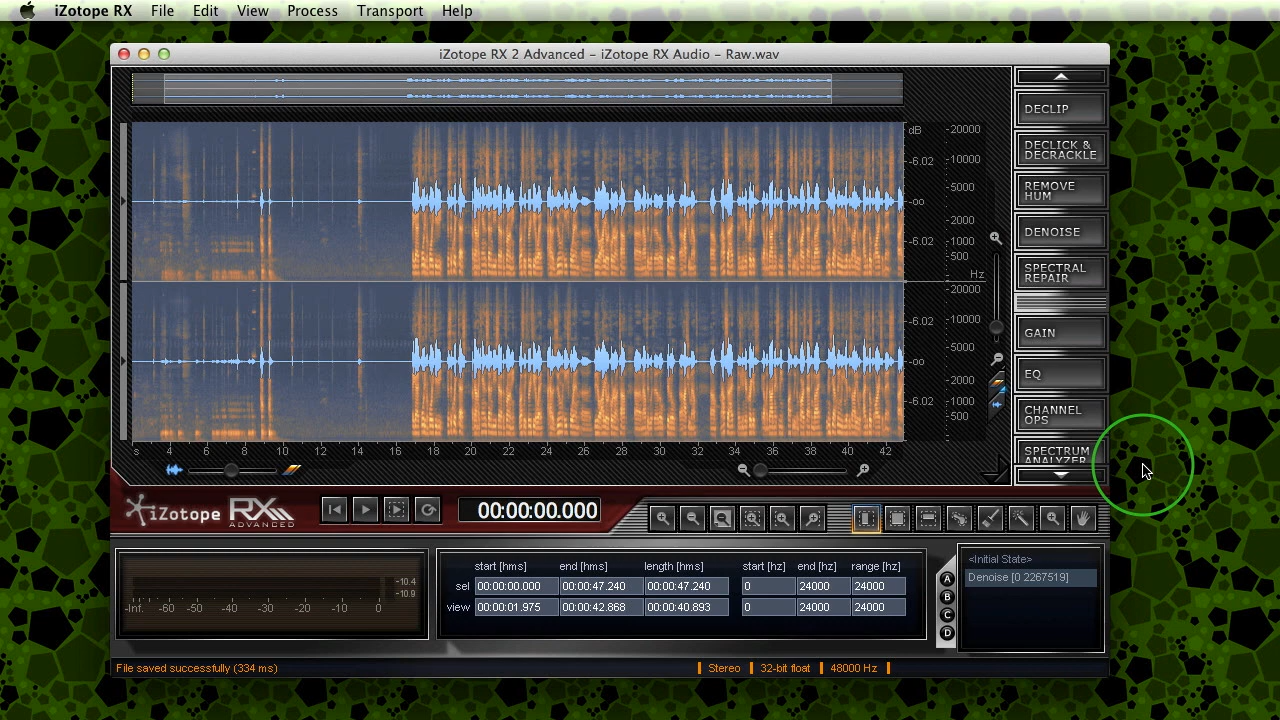 iZotope RX File Edit View Process Transport Help
iZotope RX 2 Advanced – iZotope RX Audio – Raw.wav
dB
-6.02
-oo
-6.02
-6.02
-oo
-6.02
-20000
-10000
-5000
-2000
-1000
-500
Hz
-20000
-10000
-5000
-2000
-1000
-500
s 4 6 8 10 12 14 16 18 20 22 24 26 28 30 32 34 36 38 40 42
DECLIP
DECLICK &
DECRACKLE
REMOVE
HUM
DENOISE
SPECTRAL
REPAIR
GAIN
EQ
CHANNEL
OPS
SPECTRUM
ANALYZER
iZotope RX
ADVANCED
00:00:00.000
-10.4
-10.9
-Inf. -60 -50 -40 -30 -20 -10 0
start [hms] end [hms] length [hms] start [hz] end [hz] range [hz]
sel 00:00:00.000 00:00:47.240 00:00:47.240 0 24000 24000
view 00:00:01.975 00:00:42.868 00:00:40.893 0 24000 24000
A
B
C
D
<Initial State>
Denoise [0 2267519]
File saved successfully (334 ms)
Stereo 32-bit float 48000 Hz